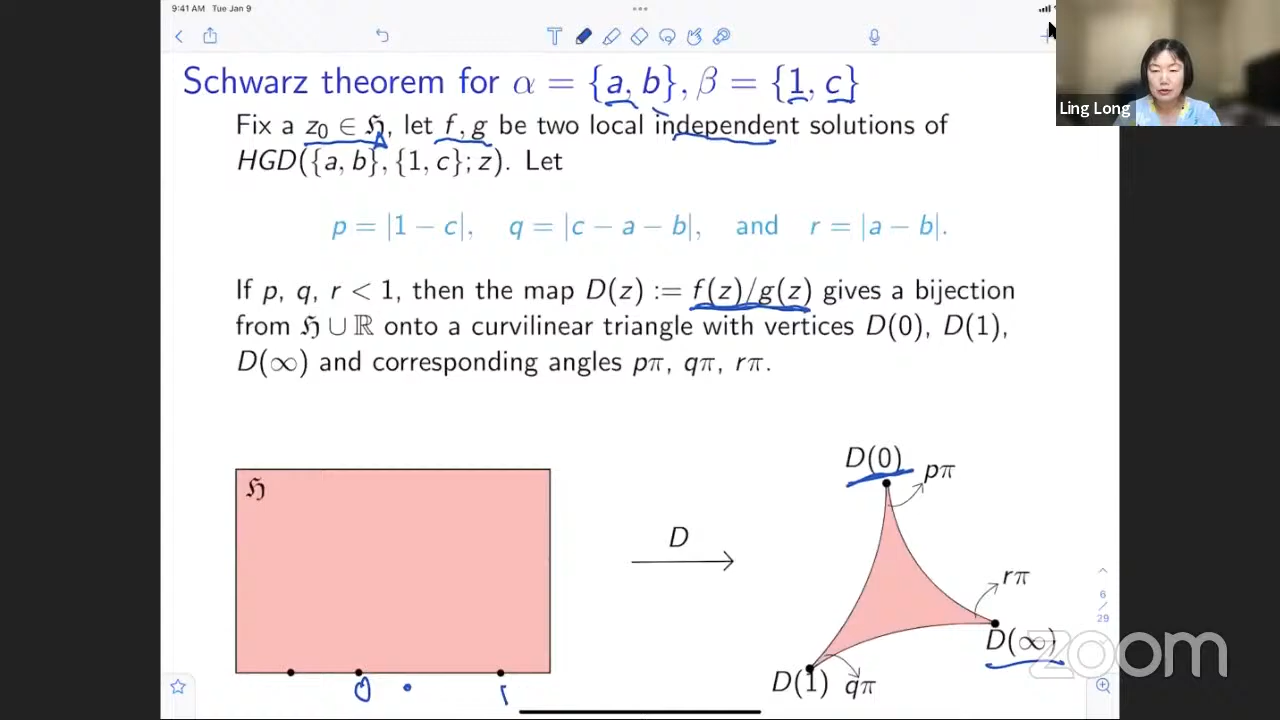 9:41 AM Tue Jan 9
Schwarz theorem for α = {a, b}, β = {1, c}
Ling Long
Fix a z₀ ∈ ℌ, let f, g be two local independent solutions of
HGD({a, b}, {1, c}; z). Let
p = |1 − c|, q = |c − a − b|, and r = |a − b|.
If p, q, r < 1, then the map D(z) := f(z)/g(z) gives a bijection
from ℌ ∪ ℝ onto a curvilinear triangle with vertices D(0), D(1),
D(∞) and corresponding angles pπ, qπ, rπ.
ℌ
D
D(0)
pπ
rπ
D(∞)
D(1) qπ
0 1
6
/
29
zoom